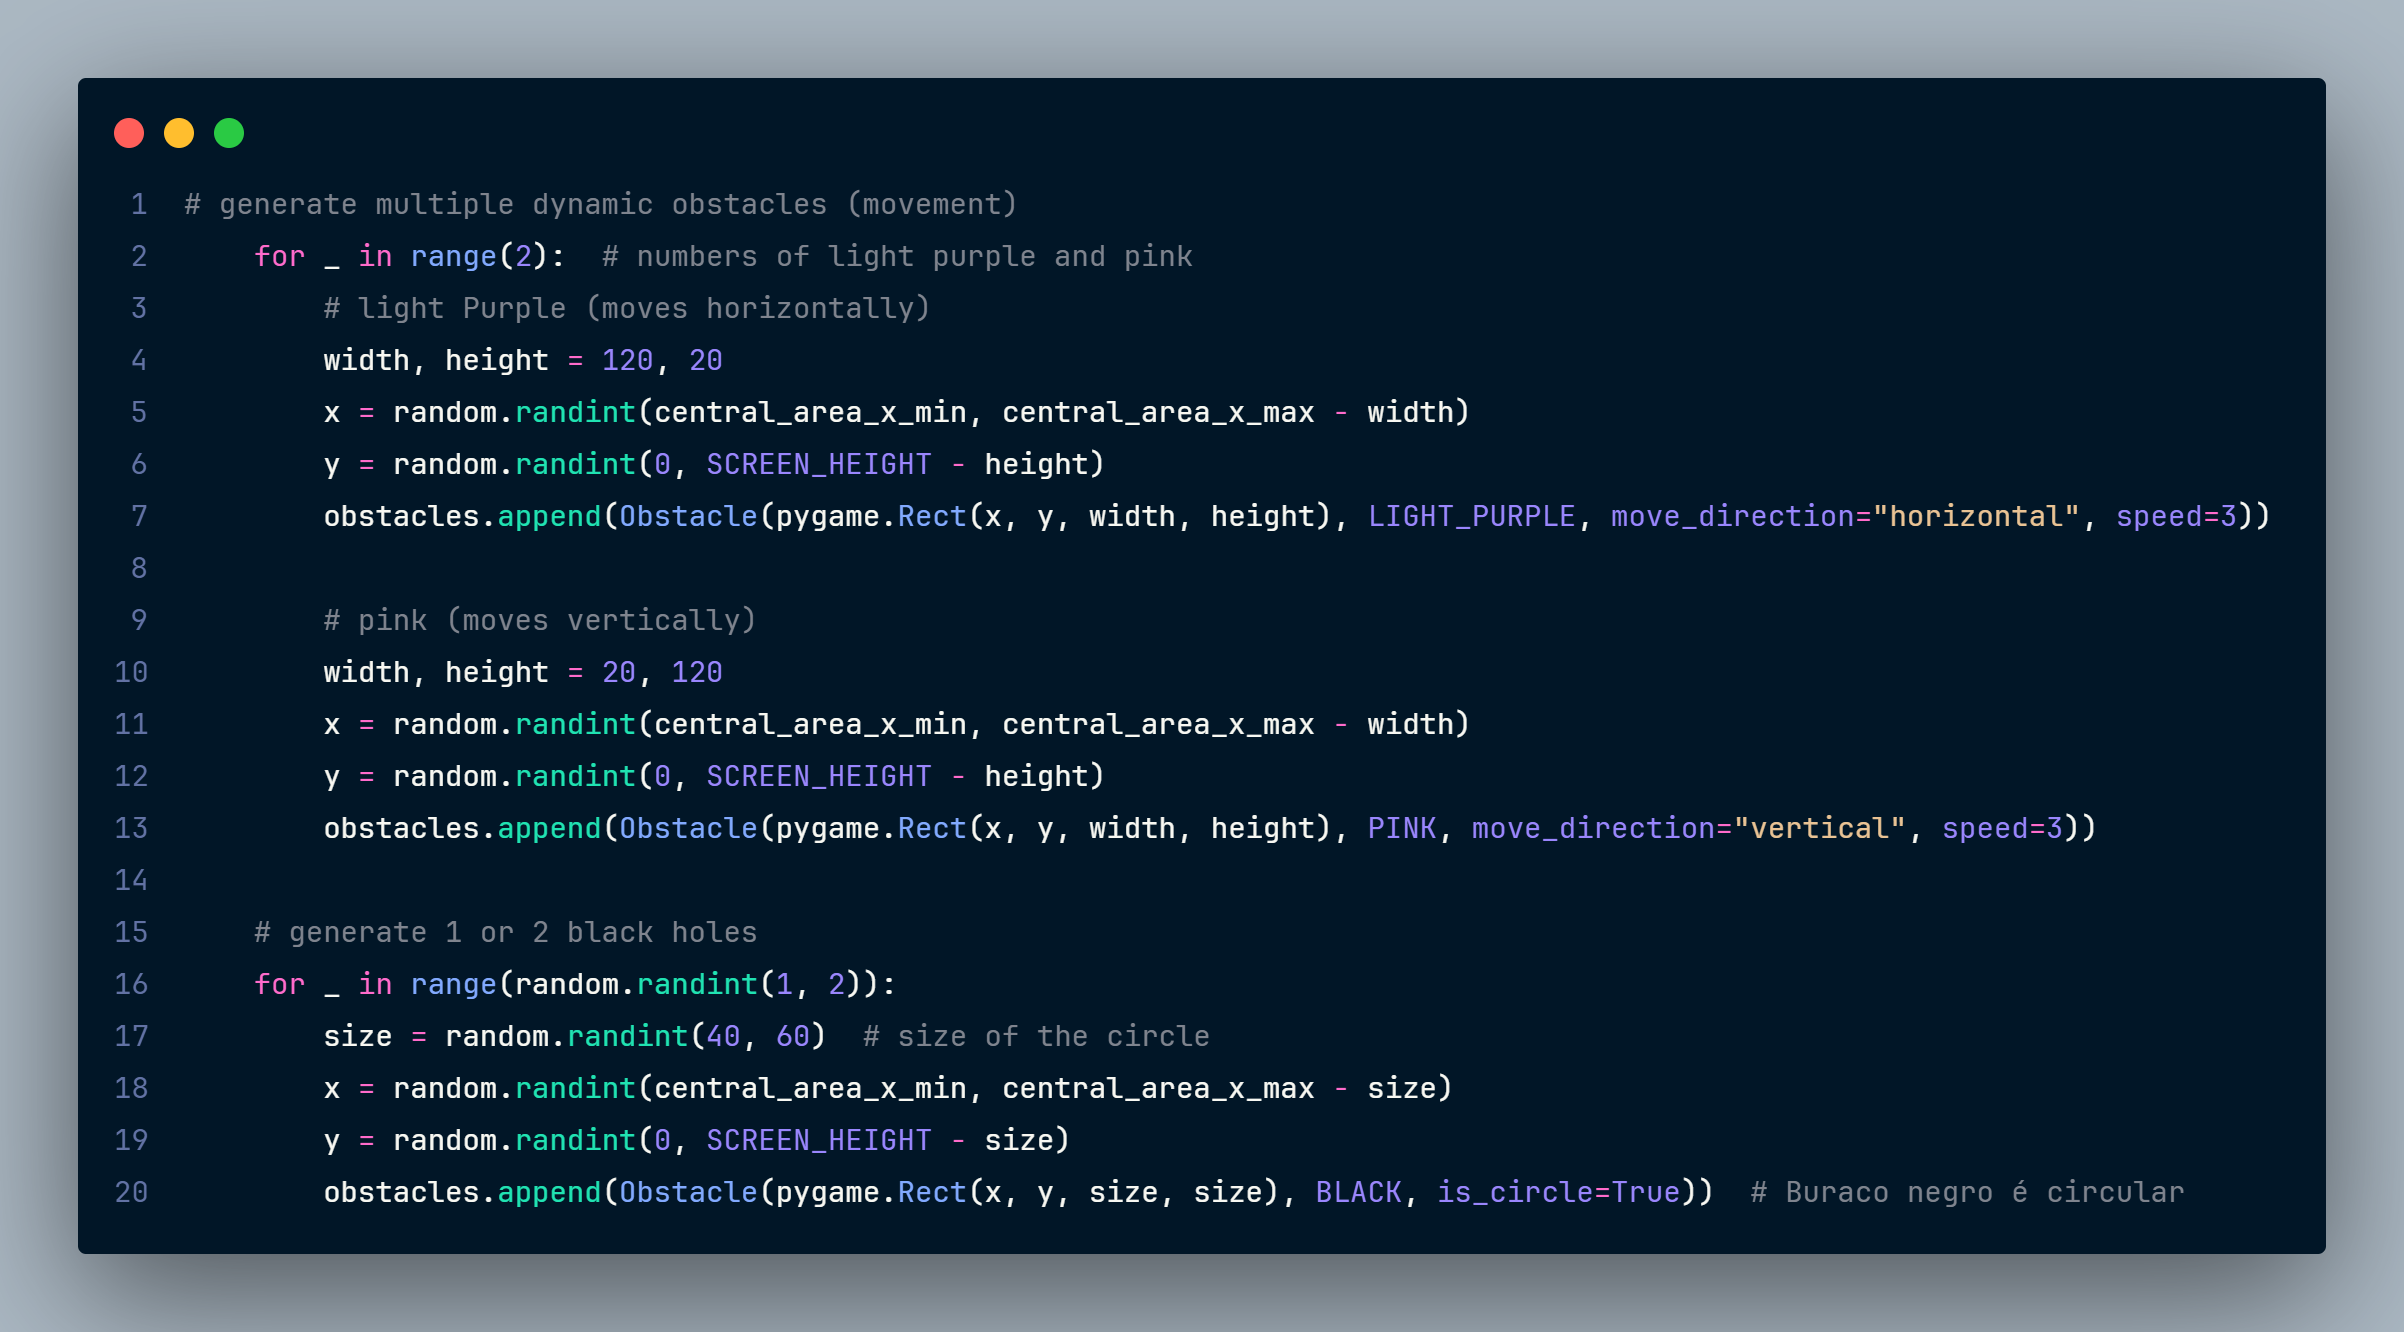 1 # generate multiple dynamic obstacles (movement)
2     for _ in range(2):  # numbers of light purple and pink
3         # light Purple (moves horizontally)
4         width, height = 120, 20
5         x = random.randint(central_area_x_min, central_area_x_max - width)
6         y = random.randint(0, SCREEN_HEIGHT - height)
7         obstacles.append(Obstacle(pygame.Rect(x, y, width, height), LIGHT_PURPLE, move_direction="horizontal", speed=3))
8
9         # pink (moves vertically)
10         width, height = 20, 120
11         x = random.randint(central_area_x_min, central_area_x_max - width)
12         y = random.randint(0, SCREEN_HEIGHT - height)
13         obstacles.append(Obstacle(pygame.Rect(x, y, width, height), PINK, move_direction="vertical", speed=3))
14
15     # generate 1 or 2 black holes
16     for _ in range(random.randint(1, 2)):
17         size = random.randint(40, 60)  # size of the circle
18         x = random.randint(central_area_x_min, central_area_x_max - size)
19         y = random.randint(0, SCREEN_HEIGHT - size)
20         obstacles.append(Obstacle(pygame.Rect(x, y, size, size), BLACK, is_circle=True))  # Buraco negro é circular